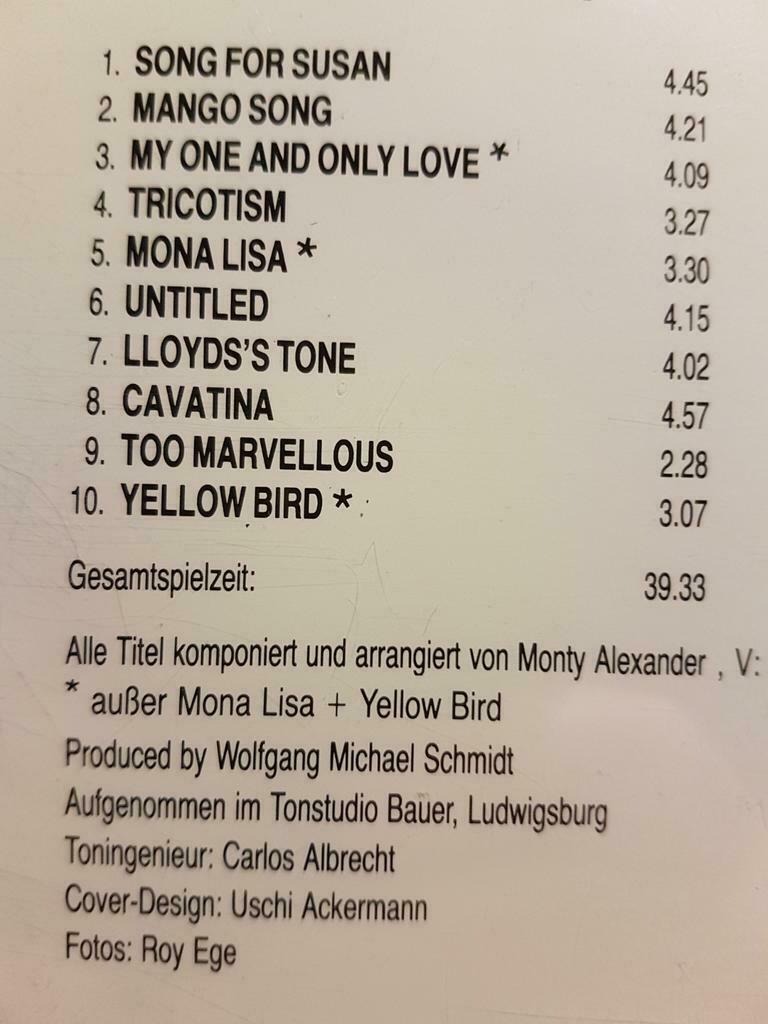 1. SONG FOR SUSAN 4.45
2. MANGO SONG 4.21
3. MY ONE AND ONLY LOVE * 4.09
4. TRICOTISM 3.27
5. MONA LISA * 3.30
6. UNTITLED 4.15
7. LLOYDS'S TONE 4.02
8. CAVATINA 4.57
9. TOO MARVELLOUS 2.28
10. YELLOW BIRD * 3.07
Gesamtspielzeit: 39.33
Alle Titel komponiert und arrangiert von Monty Alexander , V:
* außer Mona Lisa + Yellow Bird
Produced by Wolfgang Michael Schmidt
Aufgenommen im Tonstudio Bauer, Ludwigsburg
Toningenieur: Carlos Albrecht
Cover-Design: Uschi Ackermann
Fotos: Roy Ege